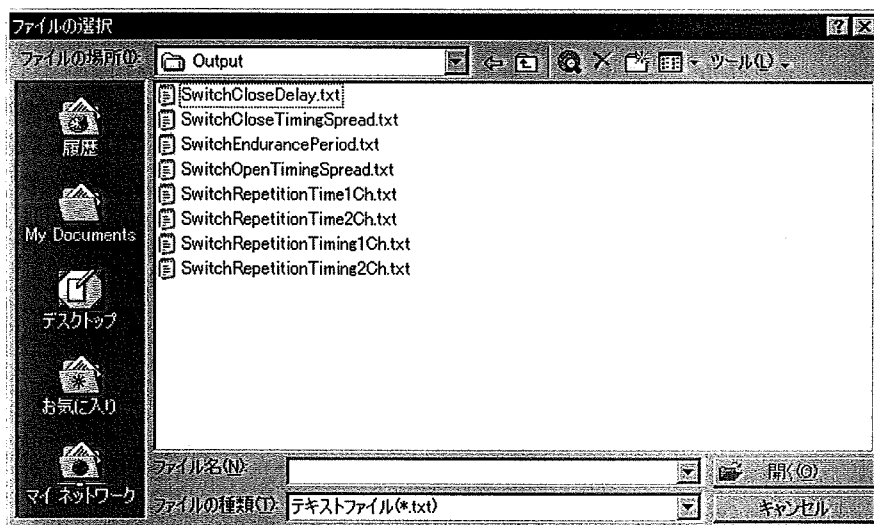 ファイルの選択
ファイルの場所(I):
Output
ツール(L)
履歴
My Documents
デスクトップ
お気に入り
マイ ネットワーク
SwitchCloseDelay.txt
SwitchCloseTimingSpread.txt
SwitchEndurancePeriod.txt
SwitchOpenTimingSpread.txt
SwitchRepetitionTime1Ch.txt
SwitchRepetitionTime2Ch.txt
SwitchRepetitionTiming1Ch.txt
SwitchRepetitionTiming2Ch.txt
ファイル名(N):
開く(O)
ファイルの種類(T):
テキストファイル(*.txt)
キャンセル